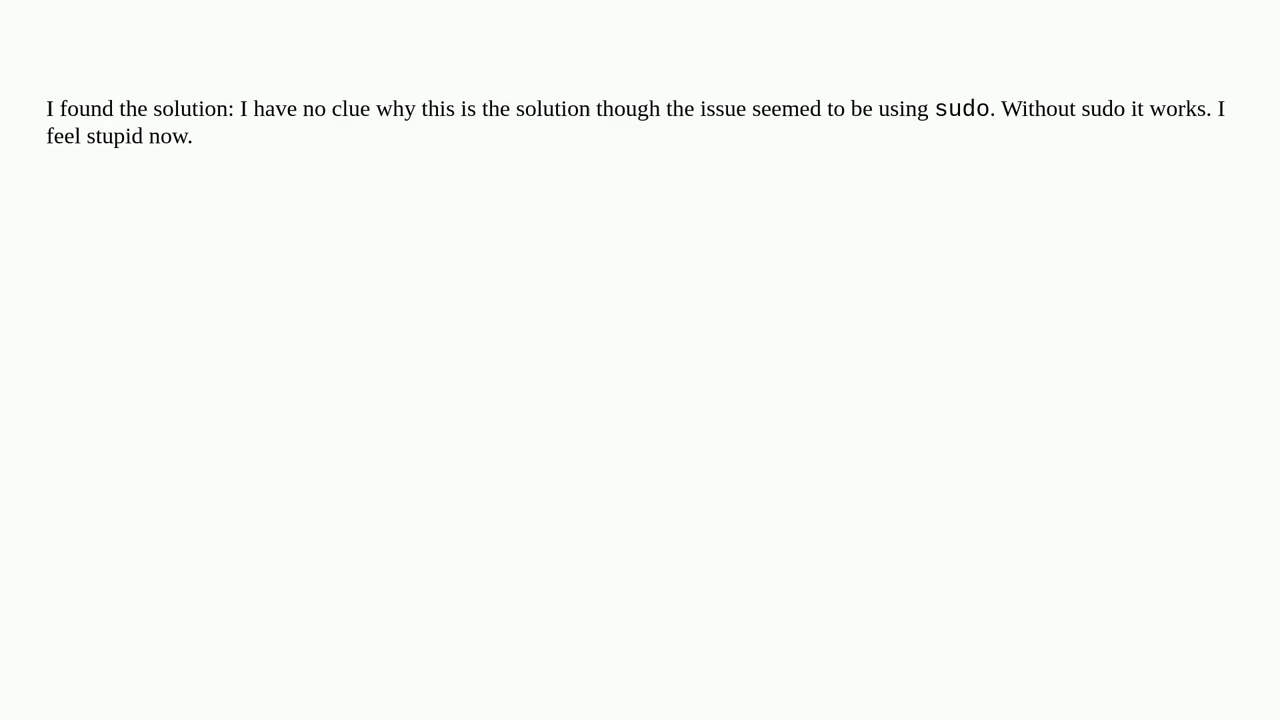 I found the solution: I have no clue why this is the solution though the issue seemed to be using sudo. Without sudo it works. I
feel stupid now.